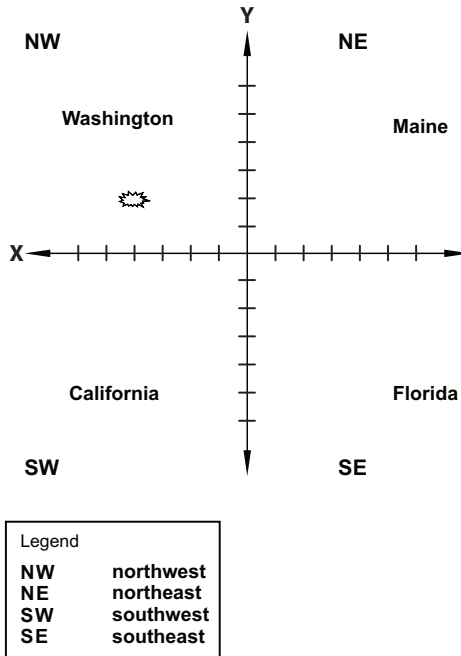 Y
NW NE
Washington
Maine
X
California Florida
SW SE
Legend
NW northwest
NE northeast
SW southwest
SE southeast